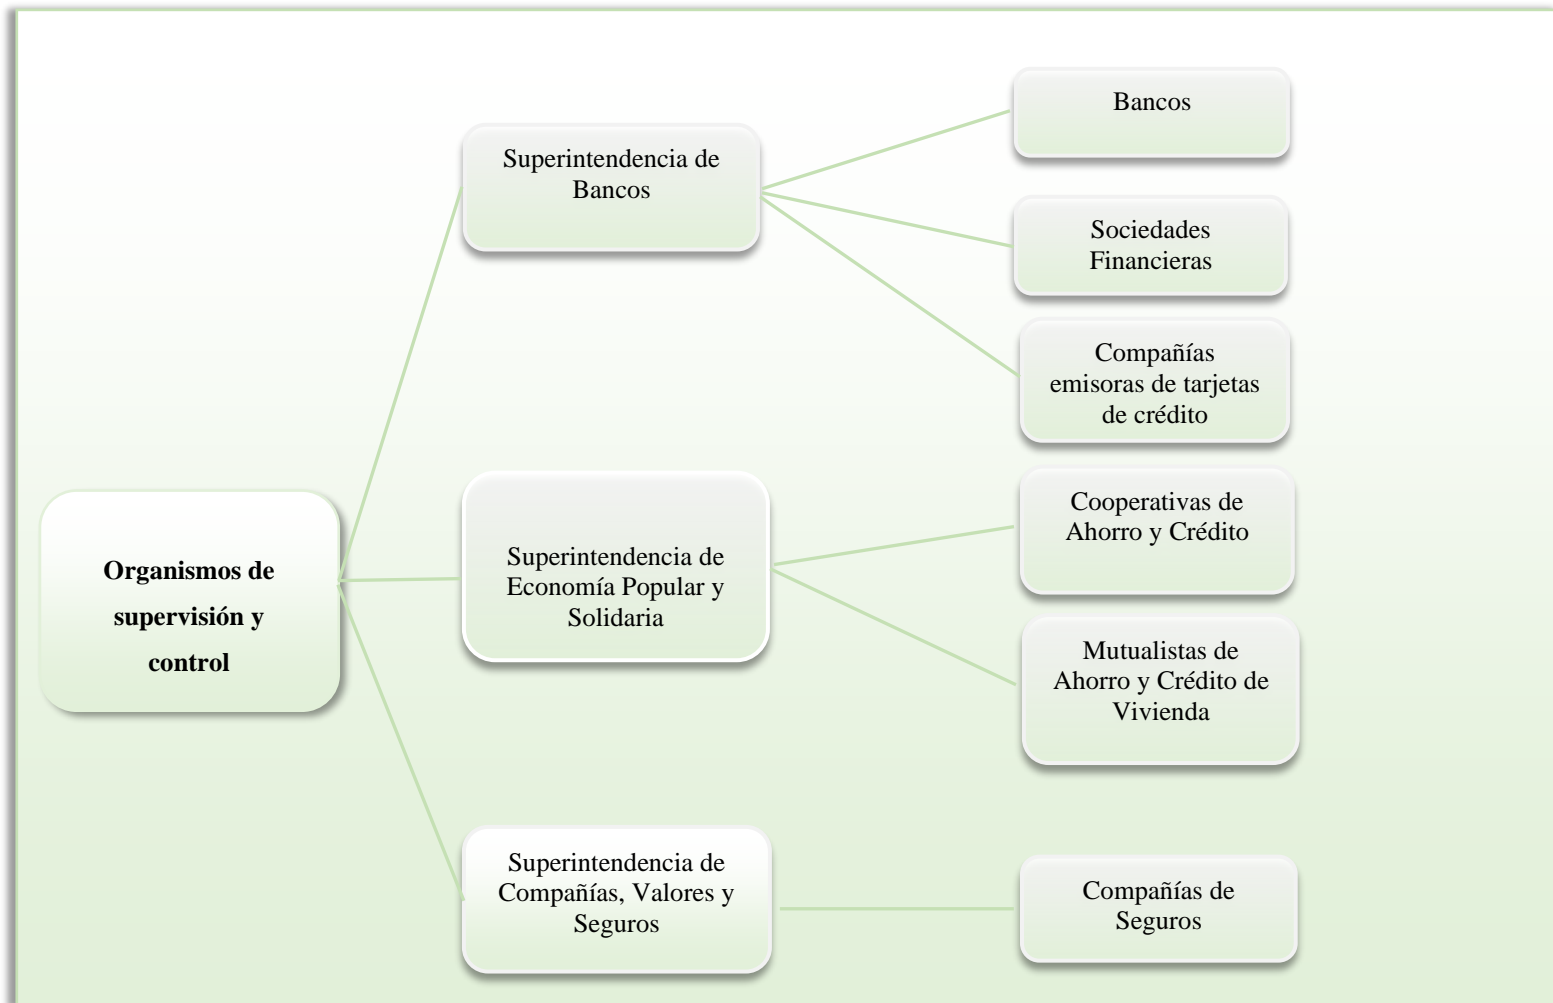 Organismos de
supervisión y
control
Superintendencia de
Bancos
Bancos
Sociedades
Financieras
Compañías
emisoras de tarjetas
de crédito
Superintendencia de
Economía Popular y
Solidaria
Cooperativas de
Ahorro y Crédito
Mutualistas de
Ahorro y Crédito de
Vivienda
Superintendencia de
Compañías, Valores y
Seguros
Compañías de
Seguros